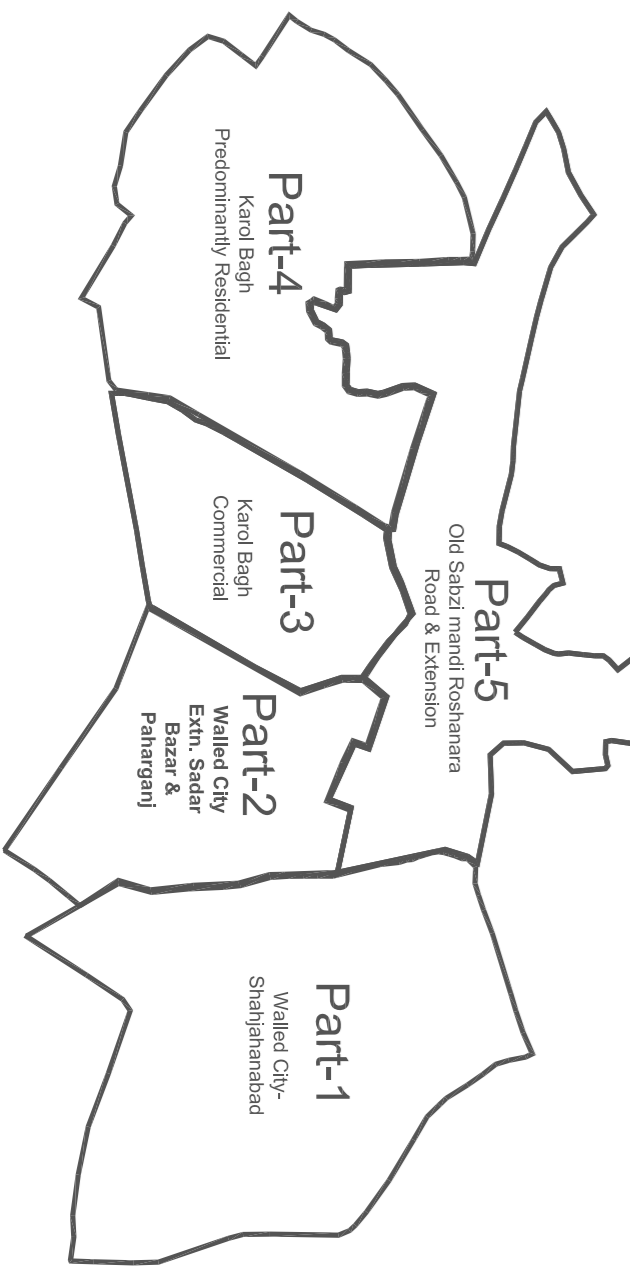 Part-4
Karol Bagh
Predominantly Residential
Part-3
Karol Bagh
Commercial
Part-5
Old Sabzi mandi Roshanara
Road & Extension
Part-2
Walled City
Extn. Sadar
Bazar &
Paharganj
Part-1
Walled City-
Shahjahanabad